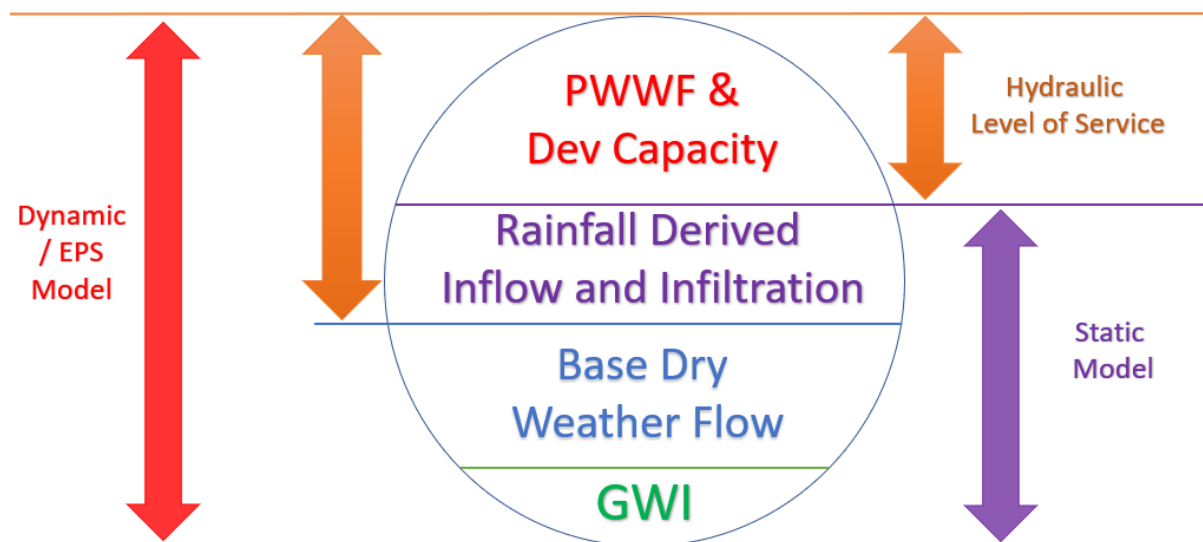 PWWF &
Dev Capacity
Hydraulic
Level of Service
Dynamic
/ EPS
Model
Rainfall Derived
Inflow and Infiltration
Base Dry
Weather Flow
Static
Model
GWI